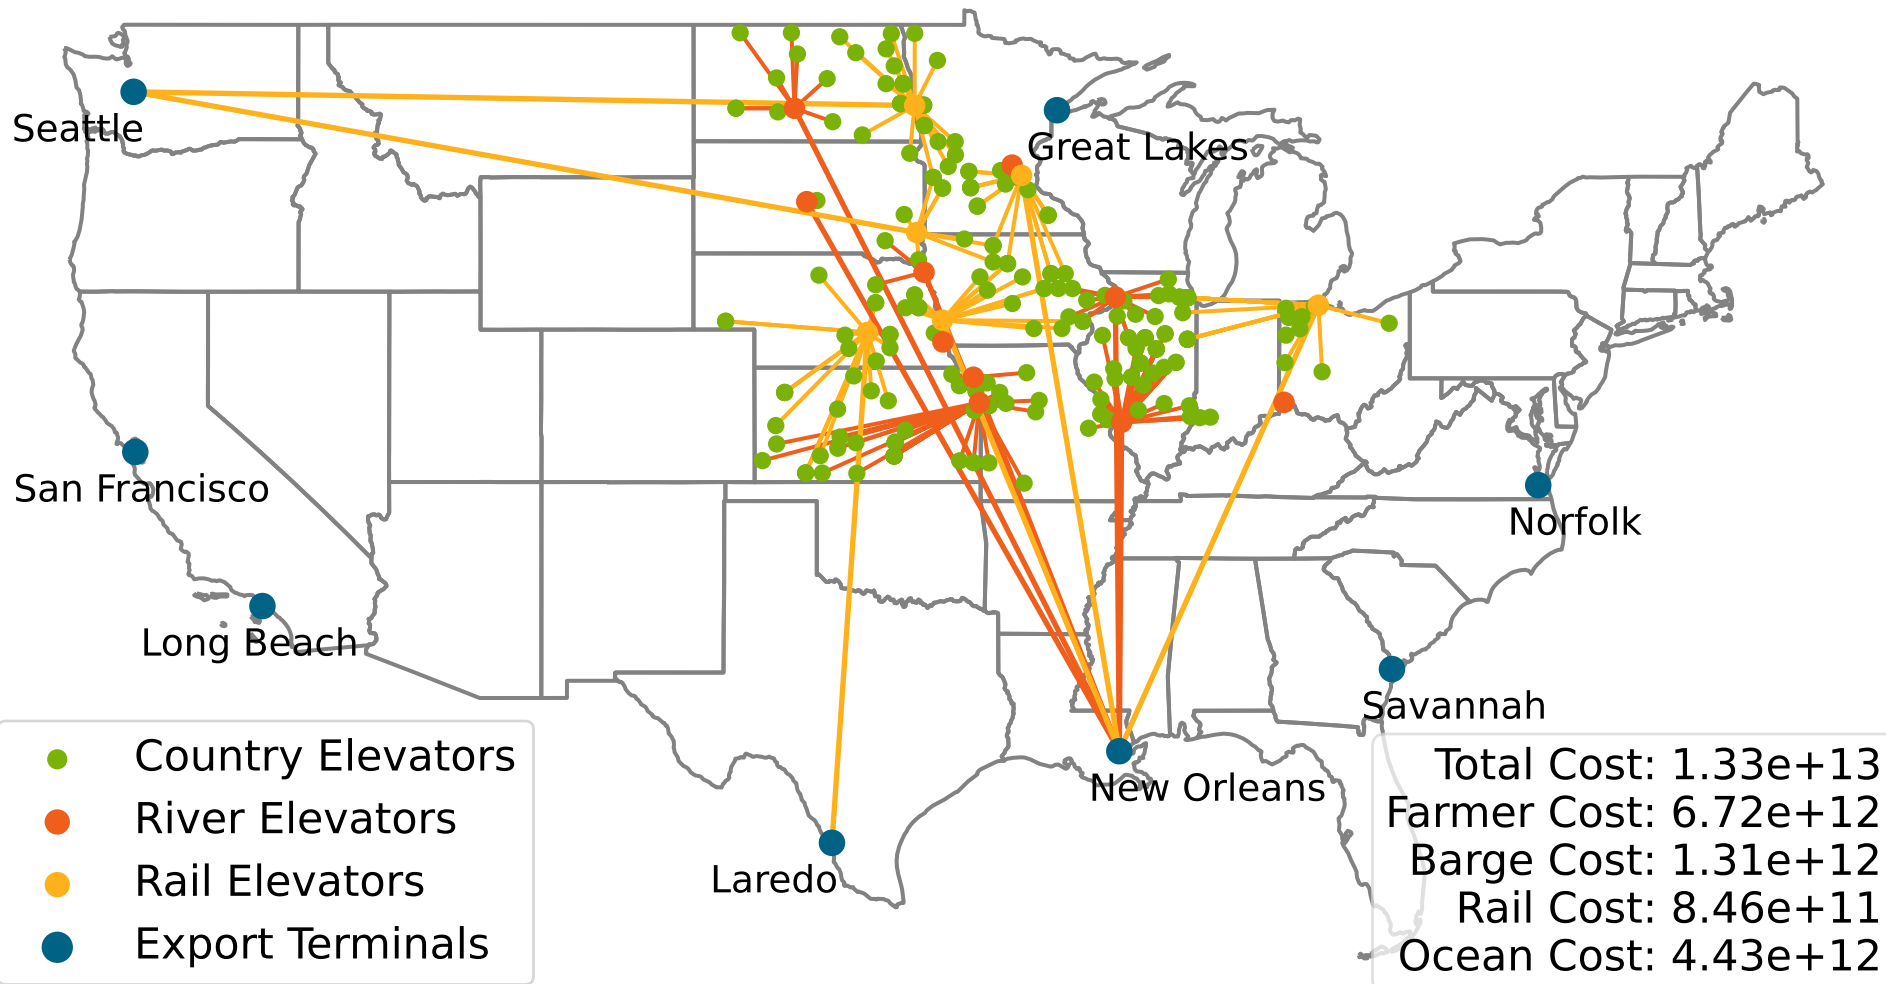 Seattle
Great Lakes
San Francisco
Norfolk
Long Beach
Savannah
New Orleans
Laredo
Country Elevators
River Elevators
Rail Elevators
Export Terminals
Total Cost: 1.33e+13
Farmer Cost: 6.72e+12
Barge Cost: 1.31e+12
Rail Cost: 8.46e+11
Ocean Cost: 4.43e+12